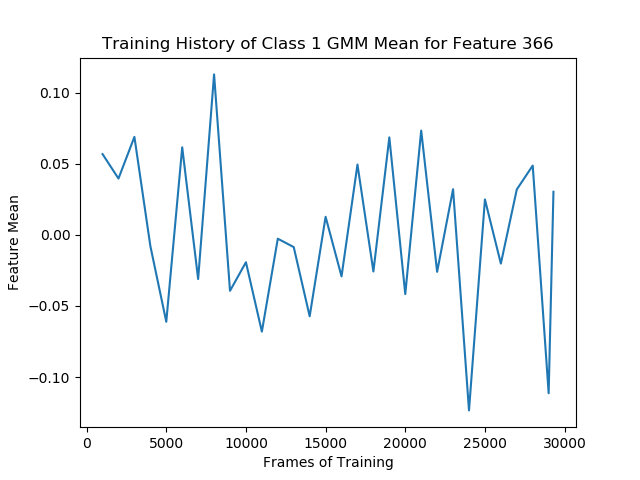 Training History of Class 1 GMM Mean for Feature 366
0.10
0.05
0.00
−0.05
−0.10
Feature Mean
0 5000 10000 15000 20000 25000 30000
Frames of Training